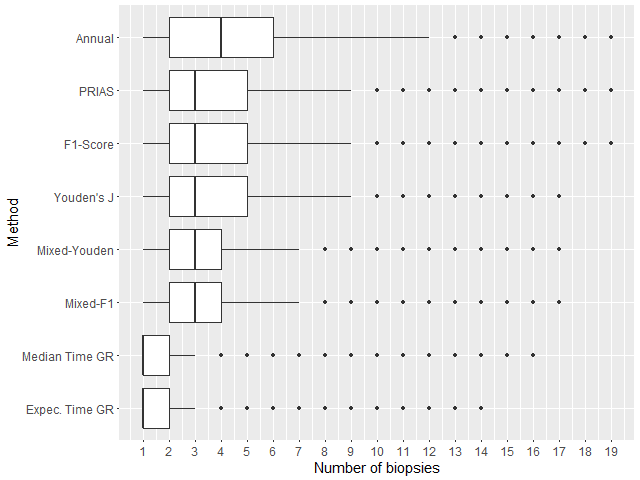 Annual
PRIAS
F1-Score
Youden's J
Mixed-Youden
Mixed-F1
Median Time GR
Expec. Time GR
Method
1 2 3 4 5 6 7 8 9 10 11 12 13 14 15 16 17 18 19
Number of biopsies